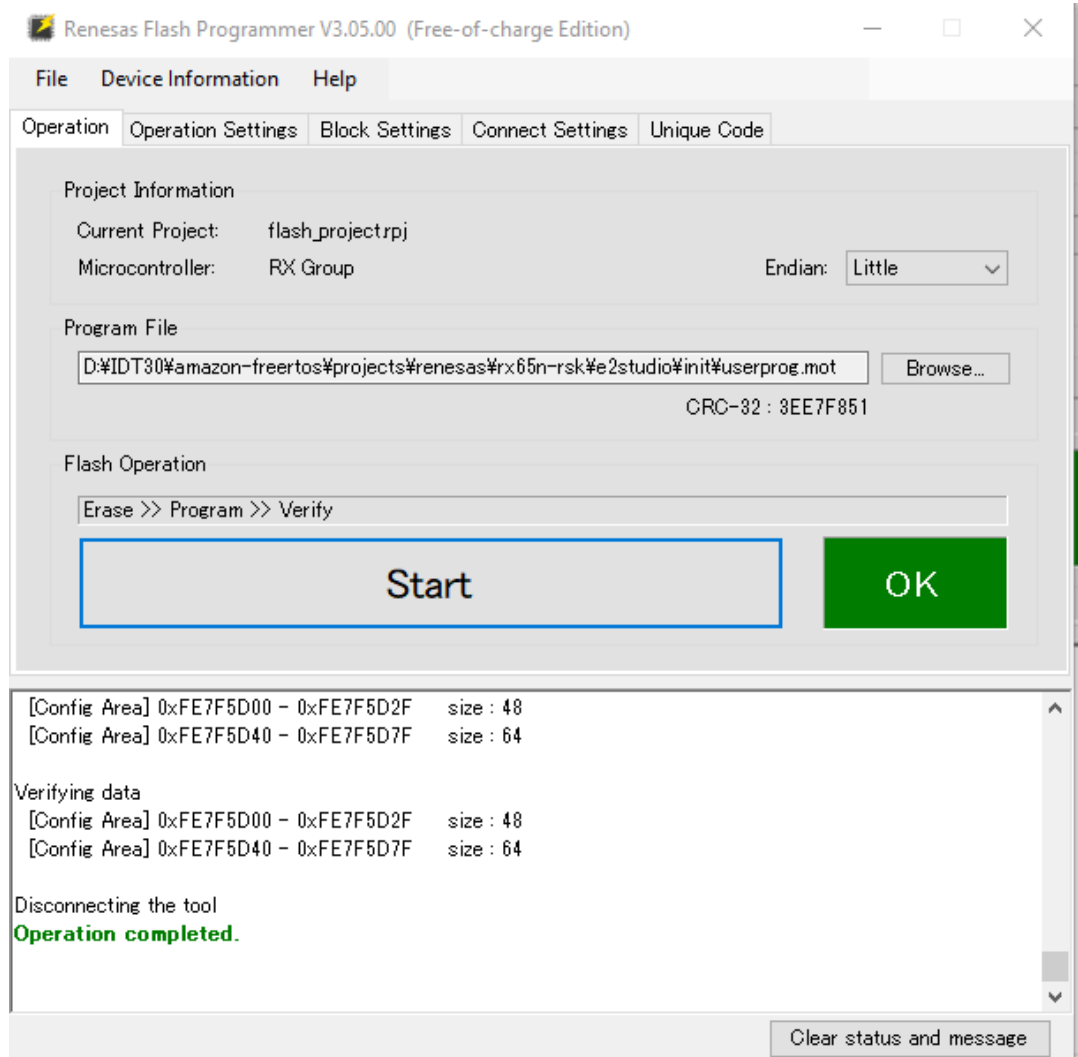 Renesas Flash Programmer V3.05.00 (Free-of-charge Edition)
File Device Information Help
Operation Operation Settings Block Settings Connect Settings Unique Code
Project Information
Current Project: flash_project.rpj
Microcontroller: RX Group Endian: Little
Program File
D:¥IDT30¥amazon-freertos¥projects¥renesas¥rx65n-rsk¥e2studio¥init¥userprog.mot Browse...
CRC-32 : 3EE7F851
Flash Operation
Erase >> Program >> Verify
Start OK
[Config Area] 0xFE7F5D00 - 0xFE7F5D2F size : 48
[Config Area] 0xFE7F5D40 - 0xFE7F5D7F size : 64
Verifying data
[Config Area] 0xFE7F5D00 - 0xFE7F5D2F size : 48
[Config Area] 0xFE7F5D40 - 0xFE7F5D7F size : 64
Disconnecting the tool
Operation completed.
Clear status and message